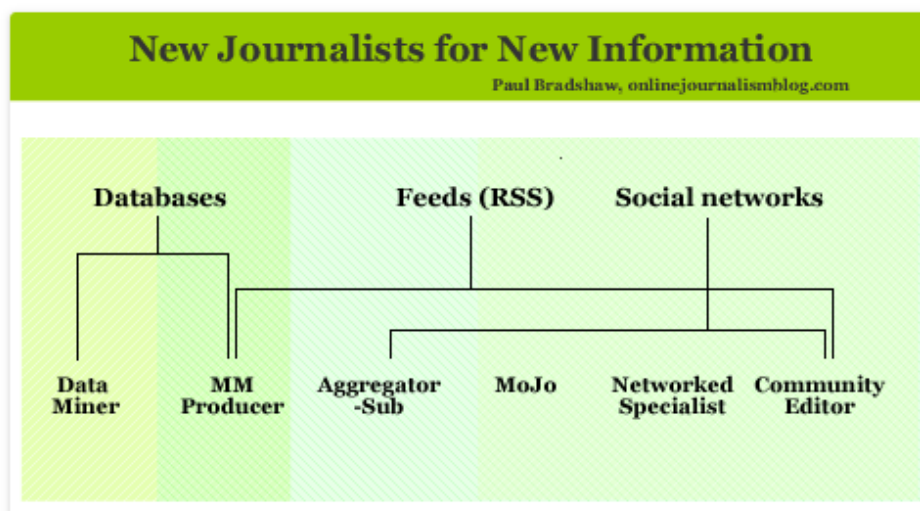 New Journalists for New Information
Paul Bradshaw, onlinejournalismblog.com
Databases
Feeds (RSS)
Social networks
Data
Miner
MM
Producer
Aggregator
-Sub
MoJo
Networked
Specialist
Community
Editor